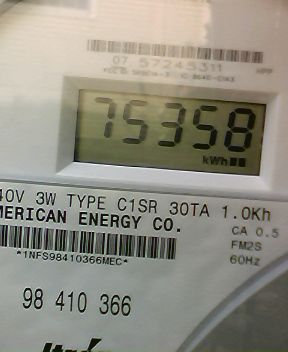 07 57245311
75358
kWh
40V 3W TYPE C1SR 30TA 1.0Kh
MERICAN ENERGY CO.
CA 0.5
FM2S
*1NFS98410366MEC*
60Hz
98 410 366